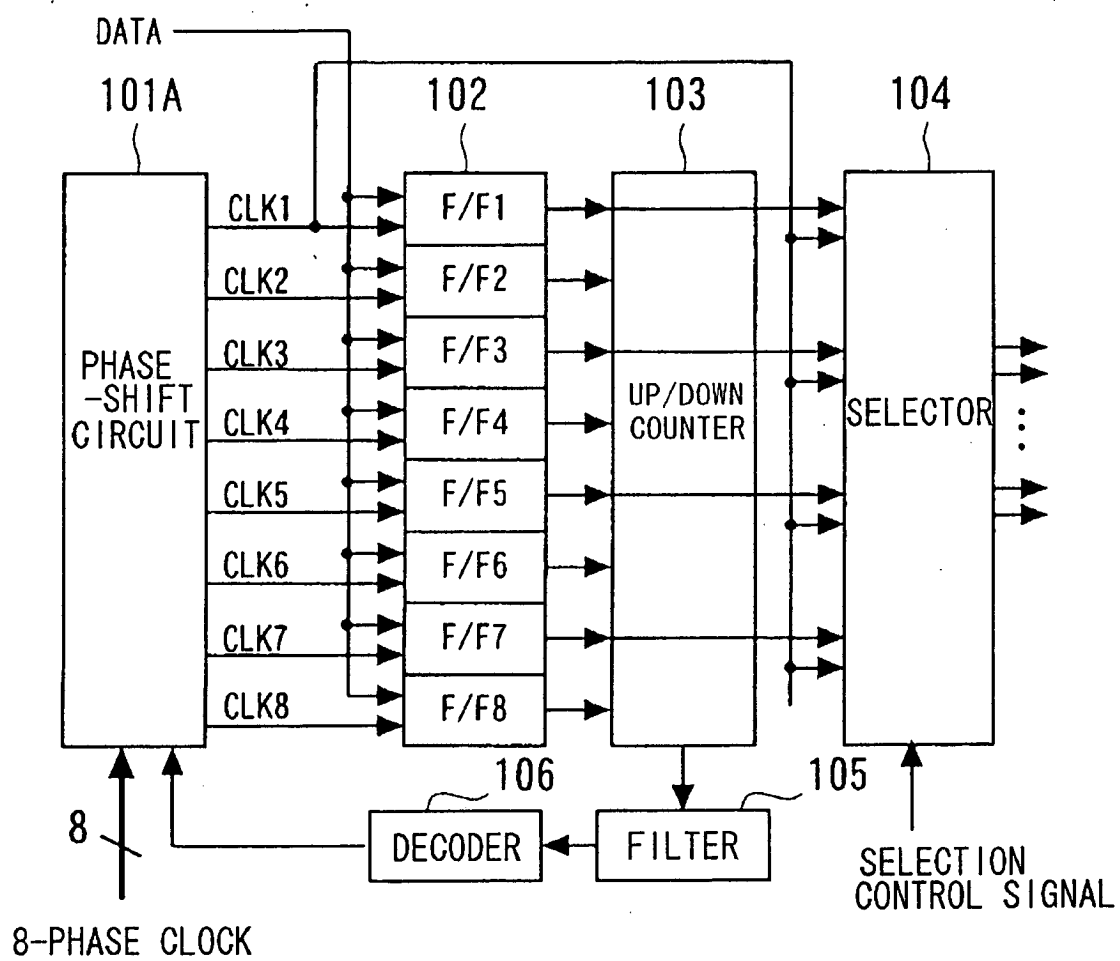 DATA
101A
102
103
104
CLK1
CLK2
CLK3
CLK4
CLK5
CLK6
CLK7
CLK8
PHASE
-SHIFT
CIRCUIT
F/F1
F/F2
F/F3
F/F4
F/F5
F/F6
F/F7
F/F8
UP/DOWN
COUNTER
SELECTOR
106
105
8
DECODER
FILTER
SELECTION
CONTROL SIGNAL
8-PHASE CLOCK